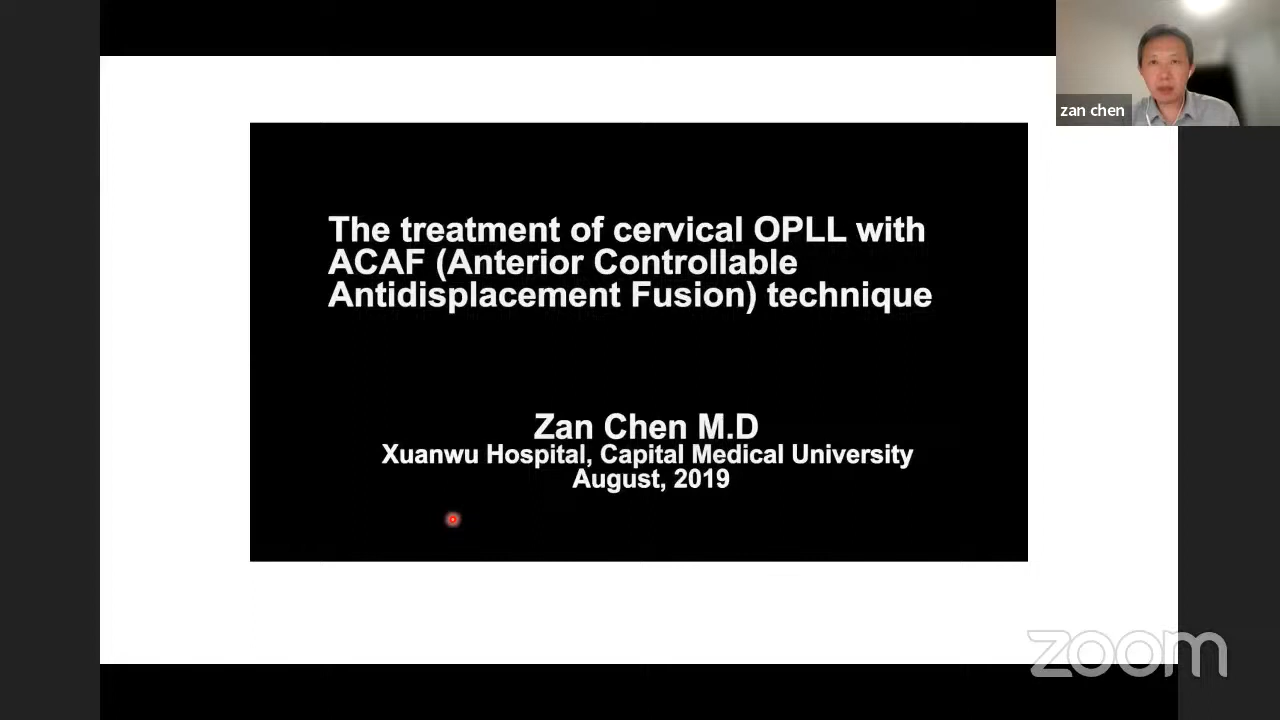 zan chen
The treatment of cervical OPLL with
ACAF (Anterior Controllable
Antidisplacement Fusion) technique
Zan Chen M.D
Xuanwu Hospital, Capital Medical University
August, 2019
zoom